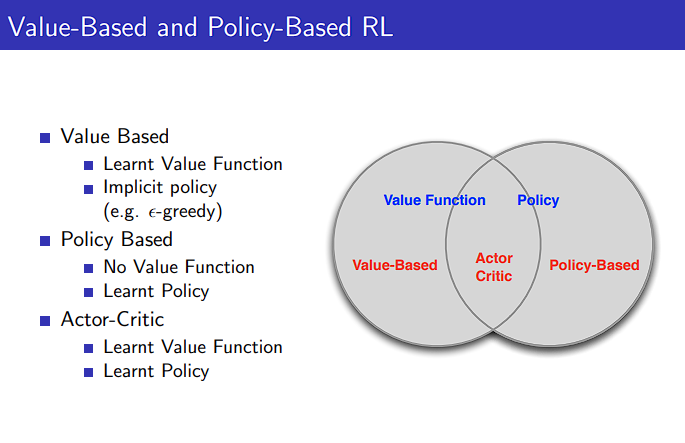 Value-Based and Policy-Based RL
Value Based
Learnt Value Function
Implicit policy
(e.g. ϵ-greedy)
Policy Based
No Value Function
Learnt Policy
Actor-Critic
Learnt Value Function
Learnt Policy
Value Function
Policy
Value-Based
Actor
Critic
Policy-Based